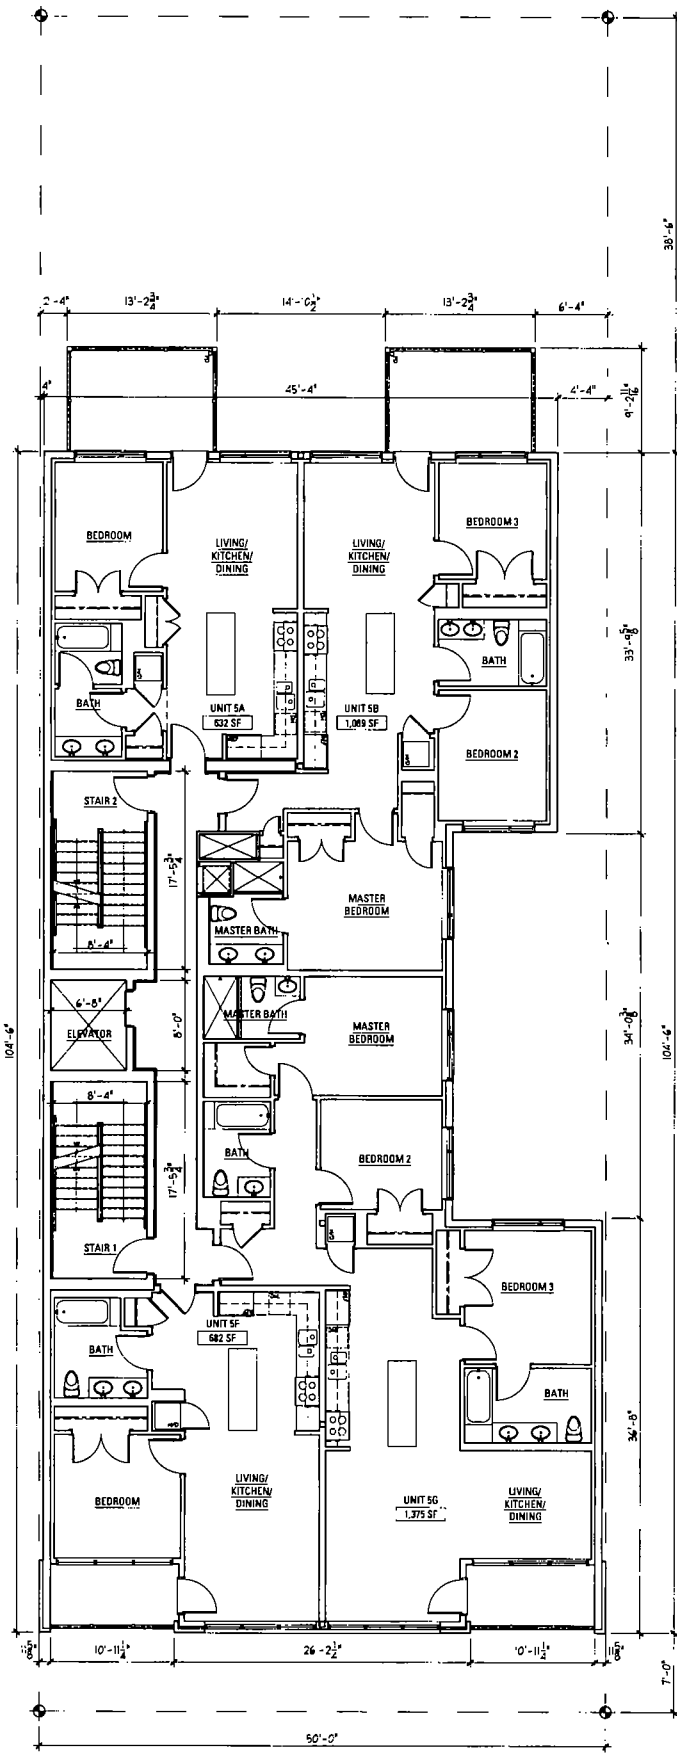 38'-6"
2'-4"
13'-2 3/4"
14'-10 1/2"
13'-2 3/4"
6'-4"
4"
45'-4"
4'-4"
9'-2 11/16"
BEDROOM
LIVING/
KITCHEN/
DINING
LIVING/
KITCHEN/
DINING
BEDROOM 3
33'-9 5/8"
BATH
UNIT 5A
632 SF
UNIT 5B
1,089 SF
BATH
BEDROOM 2
STAIR 2
17'-5 3/4"
8'-4"
MASTER
BEDROOM
MASTER BATH
6'-8"
ELEVATOR
8'-0"
MASTER BATH
MASTER
BEDROOM
34'-0 3/8"
104'-6"
104'-6"
8'-4"
17'-5 3/4"
BATH
BEDROOM 2
STAIR 1
BEDROOM 3
UNIT 5F
682 SF
BATH
BATH
36'-8"
BEDROOM
LIVING/
KITCHEN/
DINING
UNIT 5G
1,375 SF
LIVING/
KITCHEN/
DINING
10'-11 1/4"
26'-2 1/2"
10'-11 1/4"
7'-0"
50'-0"